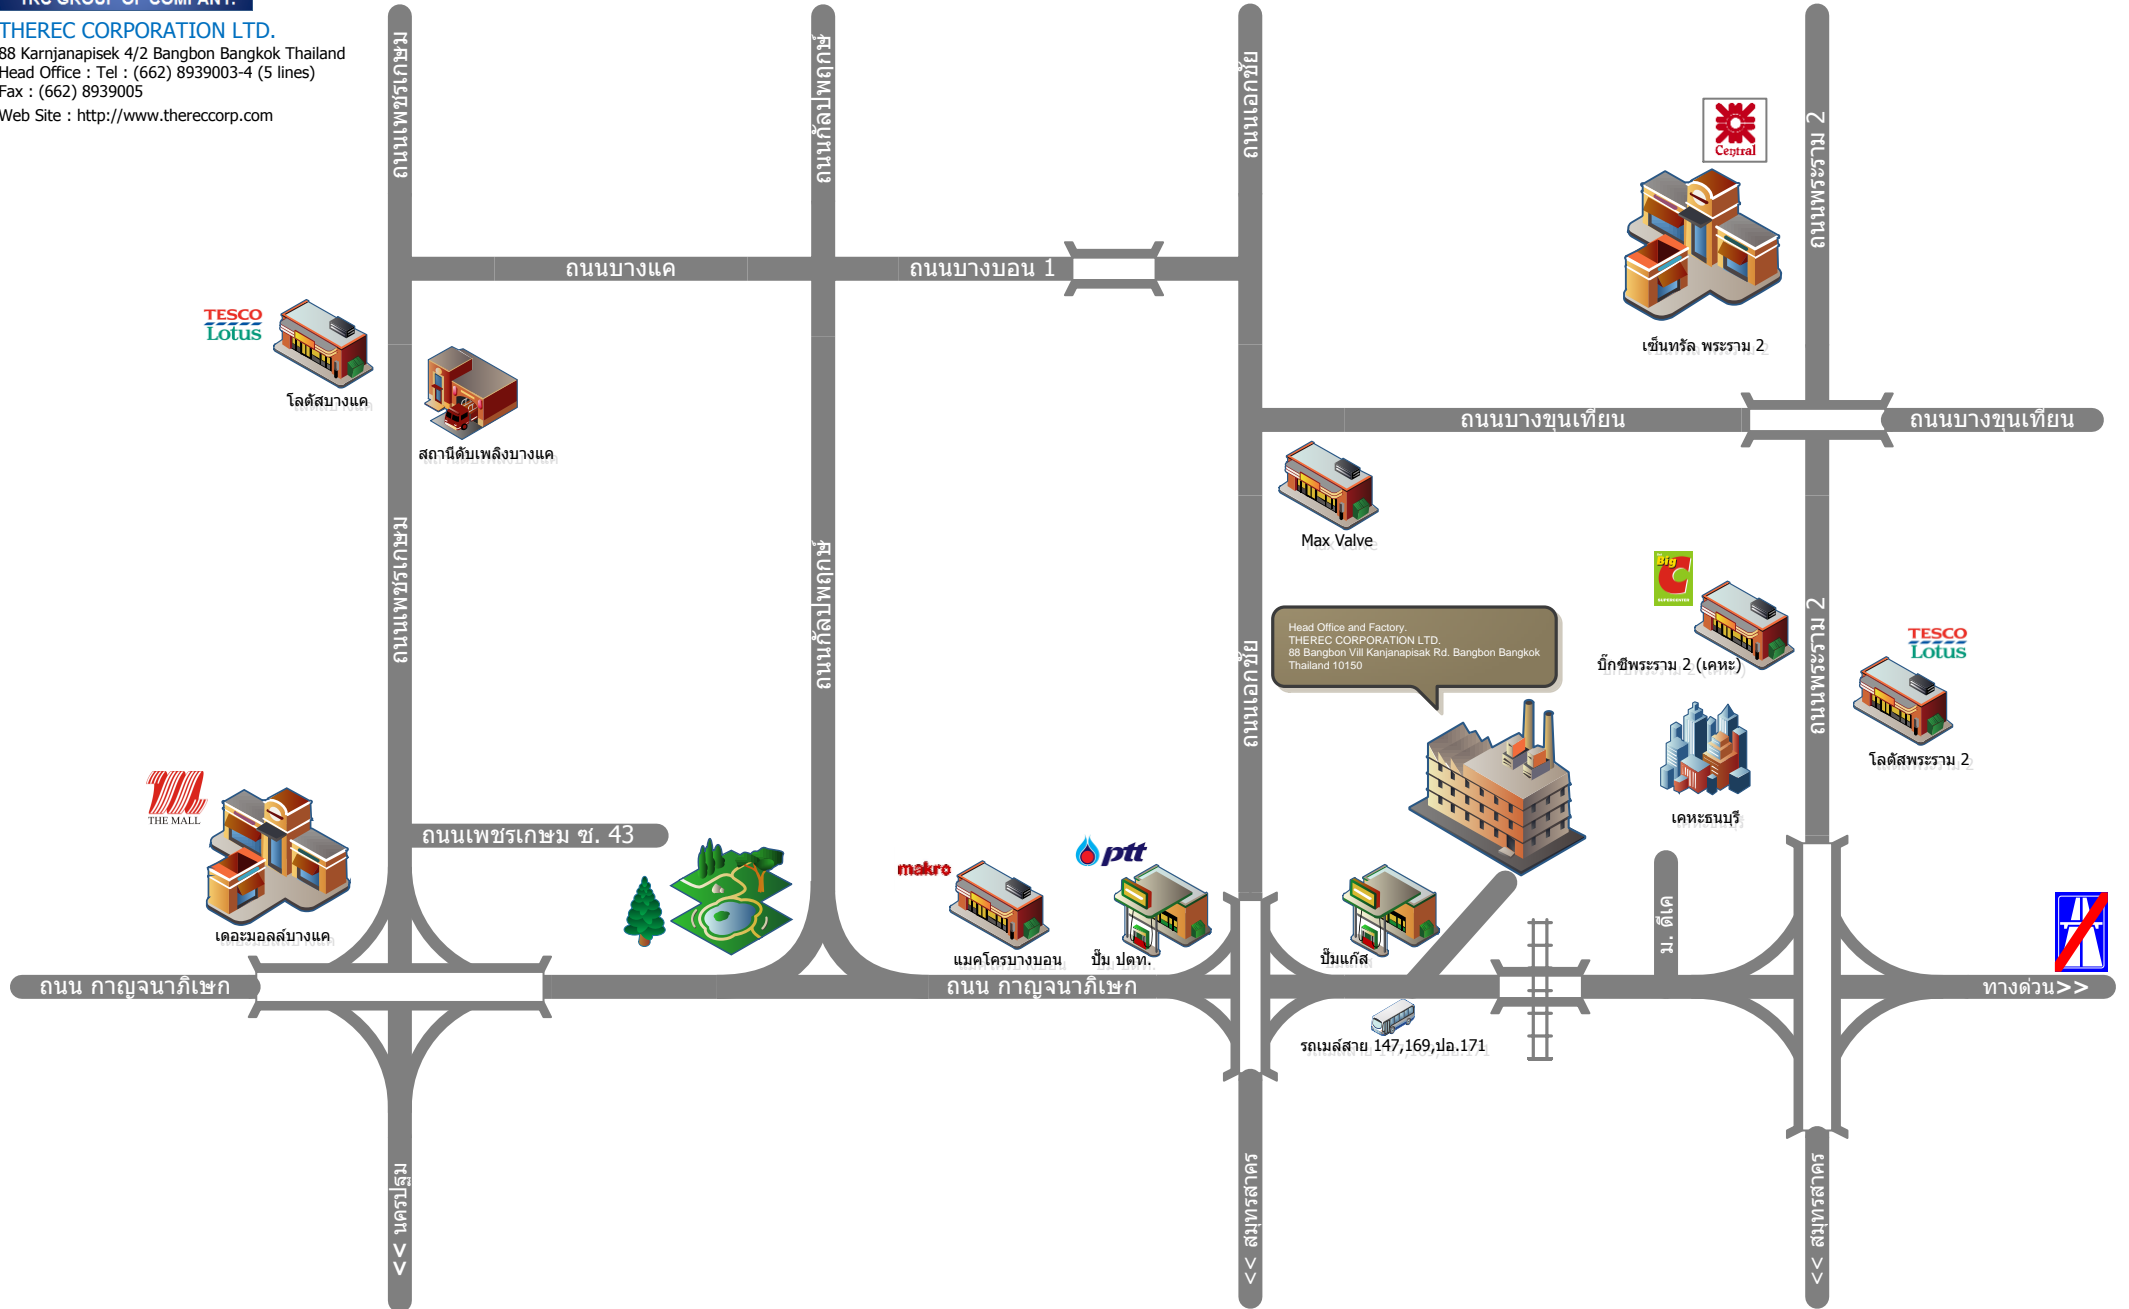 TRC GROUP OF COMPANY.
THEREC CORPORATION LTD.
88 Karnjanapisek 4/2 Bangbon Bangkok Thailand
Head Office : Tel : (662) 8939003-4 (5 lines)
Fax : (662) 8939005
Web Site : http://www.thereccorp.com
ถนนเพชรเกษม
ถนนกัลปพฤกษ์
ถนนเอกชัย
ถนนพระราม 2
Central
เซ็นทรัล พระราม 2
ถนนบางแค
ถนนบางบอน 1
TESCO
Lotus
โลตัสบางแค
สถานีดับเพลิงบางแค
ถนนบางขุนเทียน
ถนนบางขุนเทียน
Max Valve
ถนนเพชรเกษม
ถนนกัลปพฤกษ์
ถนนเอกชัย
ถนนพระราม 2
Big
C
SUPERCENTER
บิ๊กซีพระราม 2 (เคหะ)
TESCO
Lotus
โลตัสพระราม 2
Head Office and Factory.
THEREC CORPORATION LTD.
88 Bangbon Vill Kanjanapisak Rd. Bangbon Bangkok
Thailand 10150
เคหะธนบุรี
THE MALL
เดอะมอลล์บางแค
ถนนเพชรเกษม ซ. 43
makro
แมคโครบางบอน
ptt
ปั๊ม ปตท.
ปั๊มแก๊ส
ม. ดีเค
ถนน กาญจนาภิเษก
ถนน กาญจนาภิเษก
ทางด่วน>>
รถเมล์สาย 147,169,ปอ.171
<< นครปฐม
<< สมุทรสาคร
<< สมุทรสาคร